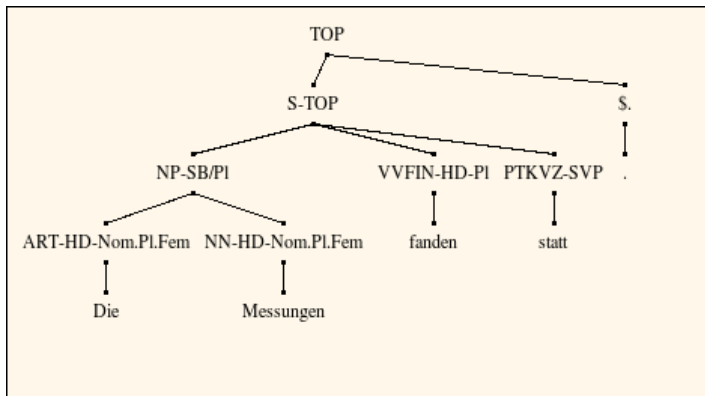 TOP
S-TOP $.
NP-SB/Pl VVFIN-HD-Pl PTKVZ-SVP .
ART-HD-Nom.Pl.Fem NN-HD-Nom.Pl.Fem fanden statt
Die Messungen